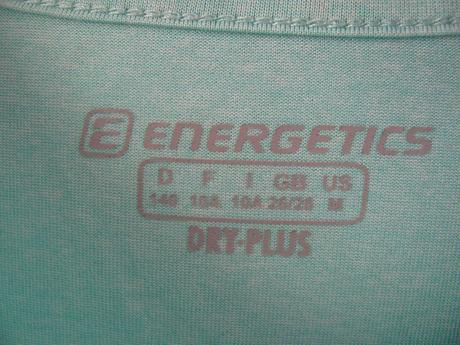 E ENERGETICS
D F I GB US
140 10A 10A 26/28 M
DRY-PLUS